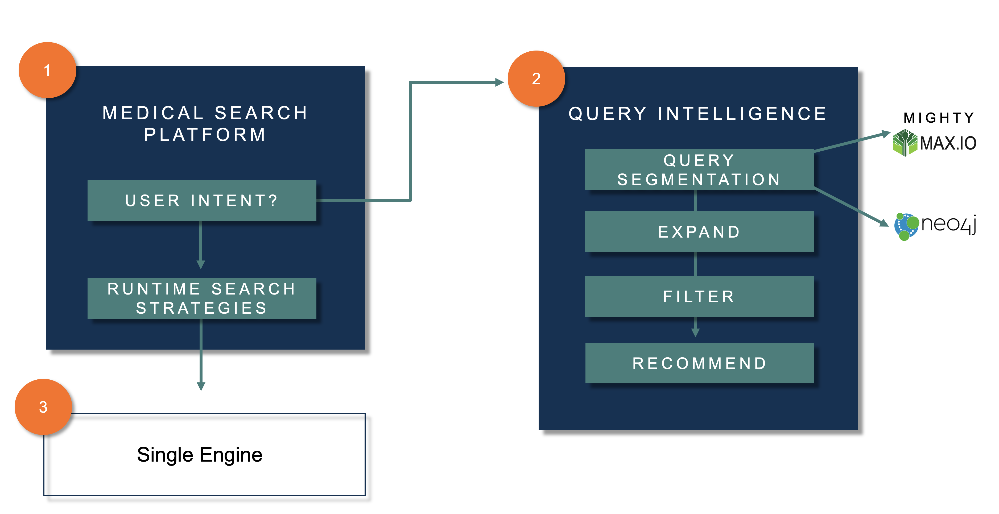 1
MEDICAL SEARCH
PLATFORM
USER INTENT?
RUNTIME SEARCH
STRATEGIES
2
QUERY INTELLIGENCE
QUERY
SEGMENTATION
EXPAND
FILTER
RECOMMEND
MIGHTY
MAX.IO
neo4j
3
Single Engine